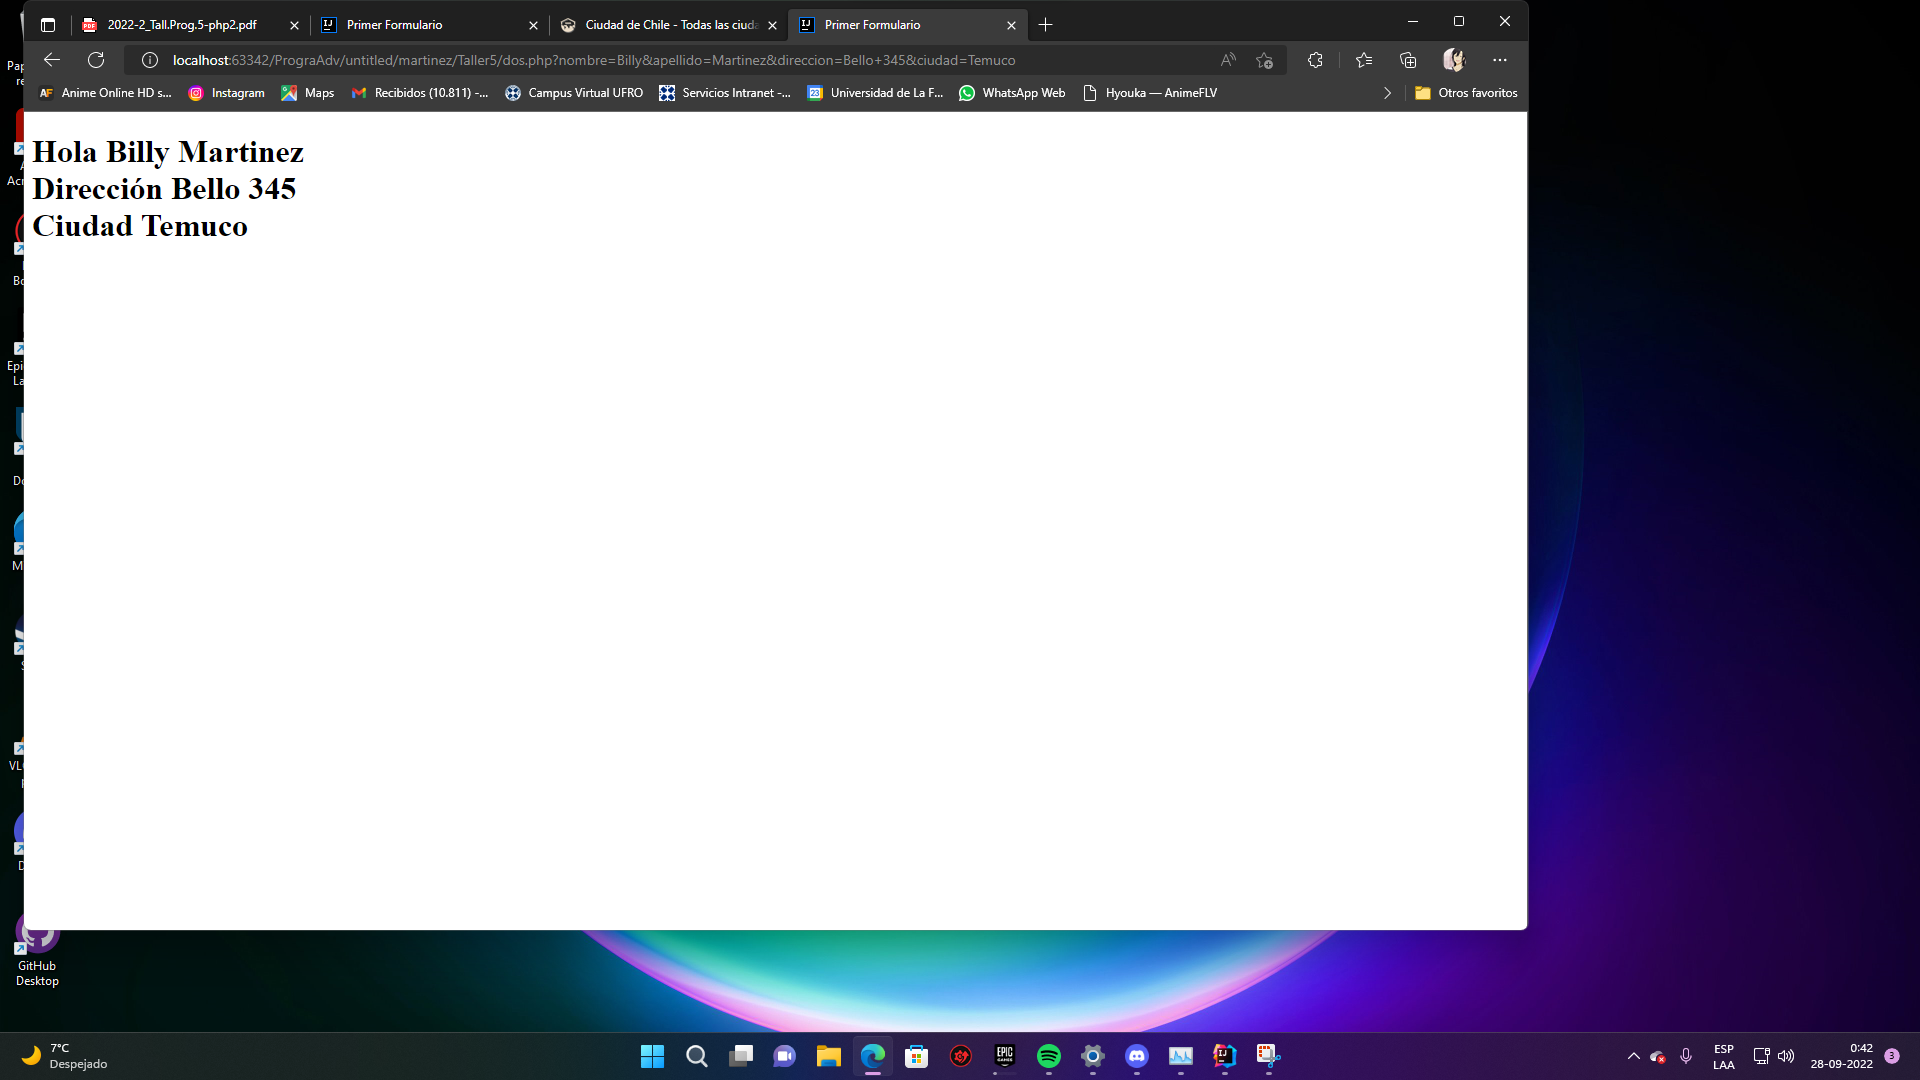 2022-2_Tall.Prog.5-php2.pdf
Primer Formulario
Ciudad de Chile - Todas las ciuda
Primer Formulario
localhost:63342/PrograAdv/untitled/martinez/Taller5/dos.php?nombre=Billy&apellido=Martinez&direccion=Bello+345&ciudad=Temuco
Anime Online HD s...
Instagram
Maps
Recibidos (10.811) -...
Campus Virtual UFRO
Servicios Intranet -...
Universidad de La F...
WhatsApp Web
Hyouka — AnimeFLV
Otros favoritos
Hola Billy Martinez
Dirección Bello 345
Ciudad Temuco
GitHub
Desktop
7°C
Despejado
ESP
LAA
0:42
28-09-2022
3